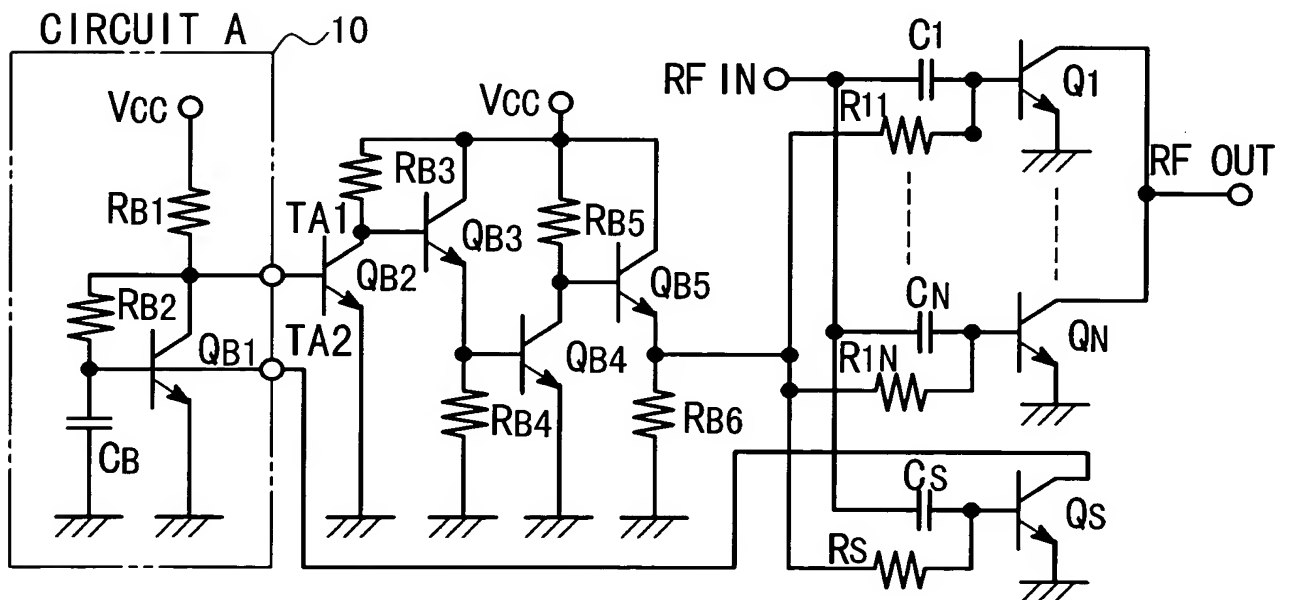 CIRCUIT A
10
VCC
RB1
RB2
QB1
CB
TA1
TA2
QB2
RB3
QB3
RB4
VCC
RB5
QB4
QB5
RB6
RF IN
C1
R11
Q1
RF OUT
CN
R1N
QN
CS
RS
QS